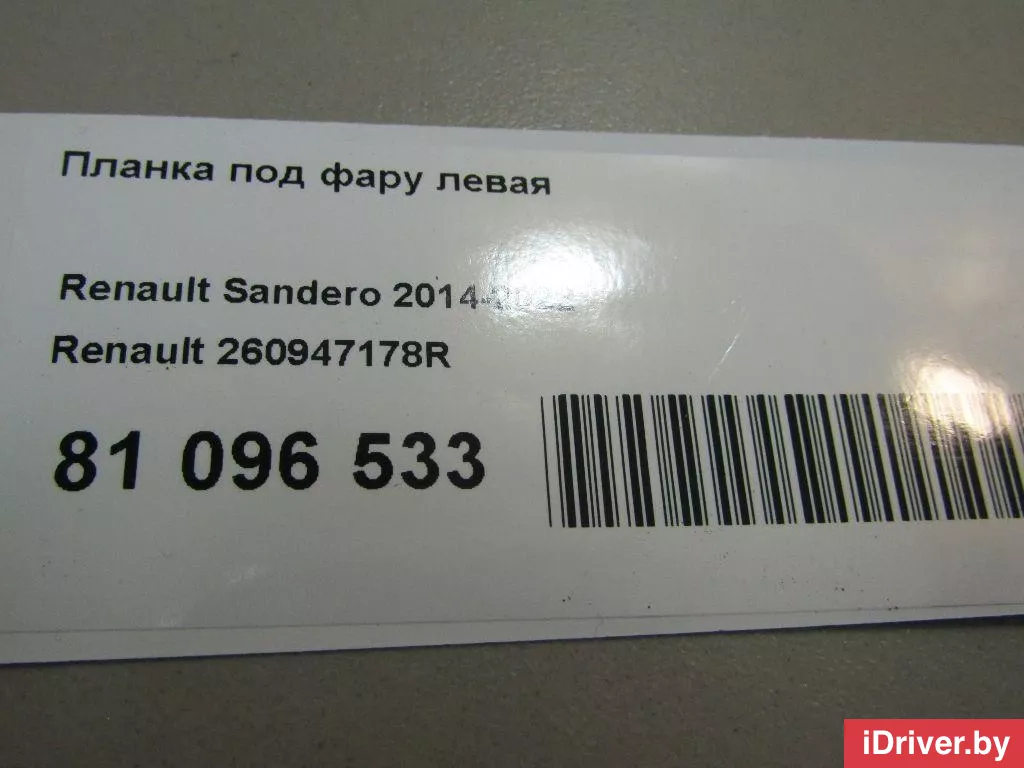 Планка под фару левая
Renault Sandero 2014-
Renault 260947178R
81 096 533
iDriver.by